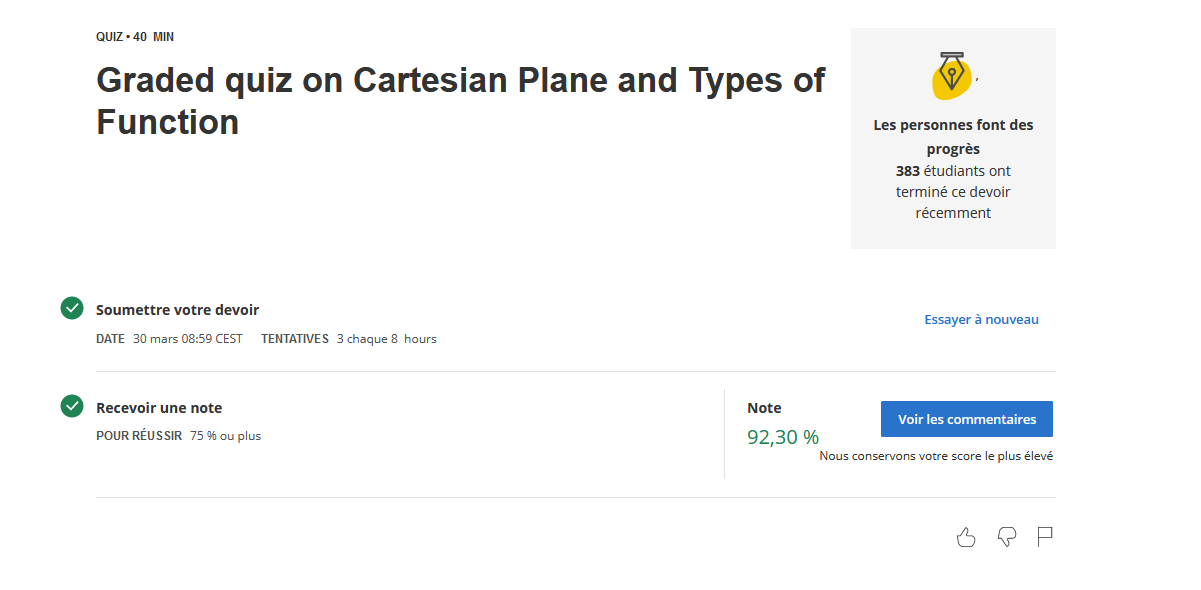 QUIZ • 40 MIN
Graded quiz on Cartesian Plane and Types of
Function
Les personnes font des
progrès
383 étudiants ont
terminé ce devoir
récemment
Soumettre votre devoir
DATE 30 mars 08:59 CEST TENTATIVES 3 chaque 8 hours
Essayer à nouveau
Recevoir une note
POUR RÉUSSIR 75 % ou plus
Note
92,30 %
Voir les commentaires
Nous conservons votre score le plus élevé